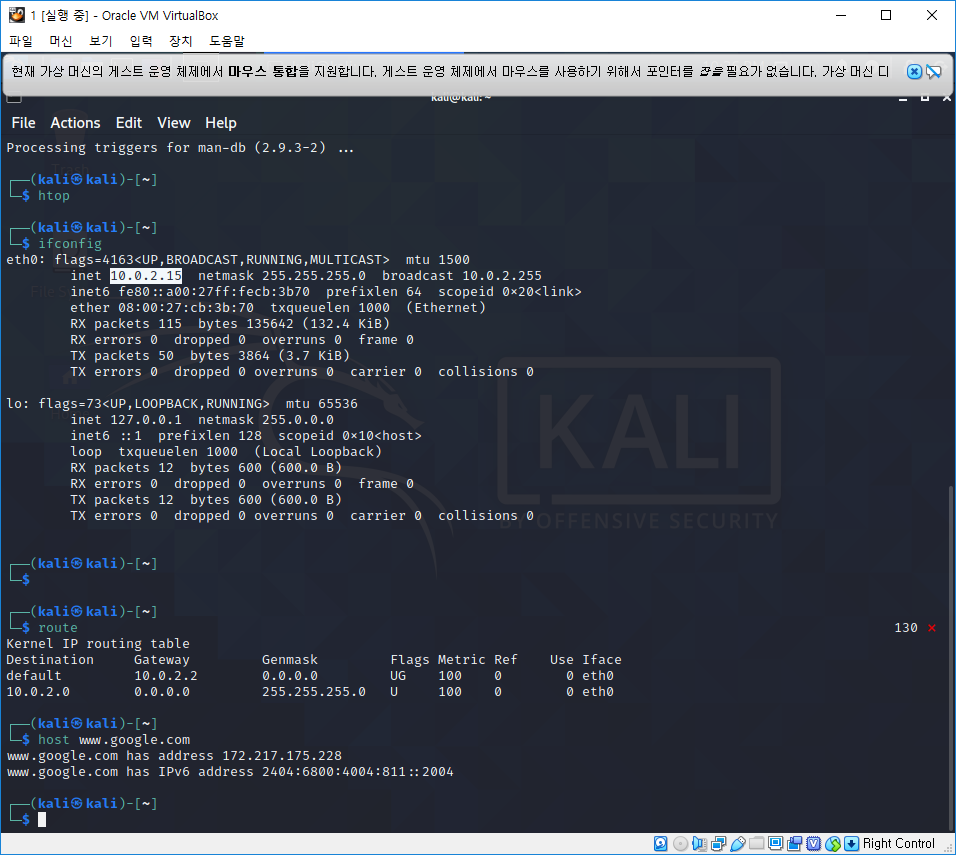 1 [실행 중] - Oracle VM VirtualBox
파일 머신 보기 입력 장치 도움말
현재 가상 머신의 게스트 운영 체제에서 마우스 통합을 지원합니다. 게스트 운영 체제에서 마우스를 사용하기 위해서 포인터를 잡을 필요가 없습니다. 가상 머신 디
kali@kali: ~
File Actions Edit View Help
Processing triggers for man-db (2.9.3-2) ...
┌──(kali㉿kali)-[~]
└─$ htop
┌──(kali㉿kali)-[~]
└─$ ifconfig
eth0: flags=4163<UP,BROADCAST,RUNNING,MULTICAST>  mtu 1500
        inet 10.0.2.15  netmask 255.255.255.0  broadcast 10.0.2.255
        inet6 fe80::a00:27ff:fecb:3b70  prefixlen 64  scopeid 0×20<link>
        ether 08:00:27:cb:3b:70  txqueuelen 1000  (Ethernet)
        RX packets 115  bytes 135642 (132.4 KiB)
        RX errors 0  dropped 0  overruns 0  frame 0
        TX packets 50  bytes 3864 (3.7 KiB)
        TX errors 0  dropped 0 overruns 0  carrier 0  collisions 0
lo: flags=73<UP,LOOPBACK,RUNNING>  mtu 65536
        inet 127.0.0.1  netmask 255.0.0.0
        inet6 ::1  prefixlen 128  scopeid 0×10<host>
        loop  txqueuelen 1000  (Local Loopback)
        RX packets 12  bytes 600 (600.0 B)
        RX errors 0  dropped 0  overruns 0  frame 0
        TX packets 12  bytes 600 (600.0 B)
        TX errors 0  dropped 0 overruns 0  carrier 0  collisions 0
KALI
BY OFFENSIVE SECURITY
┌──(kali㉿kali)-[~]
└─$
┌──(kali㉿kali)-[~]
└─$ route 130 ⨯
Kernel IP routing table
Destination     Gateway         Genmask         Flags Metric Ref    Use Iface
default         10.0.2.2        0.0.0.0         UG    100    0        0 eth0
10.0.2.0        0.0.0.0         255.255.255.0   U     100    0        0 eth0
┌──(kali㉿kali)-[~]
└─$ host www.google.com
www.google.com has address 172.217.175.228
www.google.com has IPv6 address 2404:6800:4004:811::2004
┌──(kali㉿kali)-[~]
└─$
Right Control